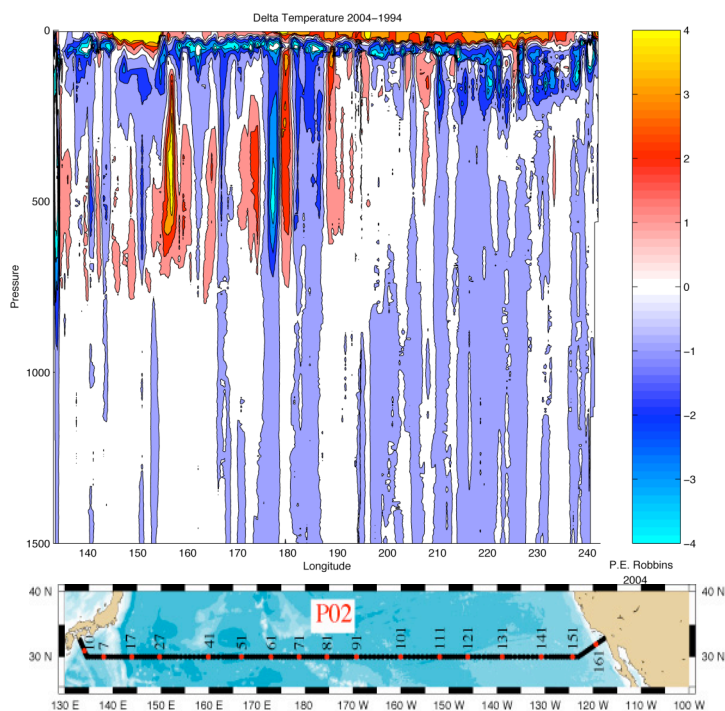 Delta Temperature 2004−1994
0
500
1000
1500
Pressure
140 150 160 170 180 190 200 210 220 230 240
Longitude
4
3
2
1
0
−1
−2
−3
−4
P.E. Robbins
2004
40 N 40 N
P02
10 7 17 27 41 51 61 71 81 91 101 111 121 131 141 151 161
30 N 30 N
130 E 140 E 150 E 160 E 170 E 180 W 170 W 160 W 150 W 140 W 130 W 120 W 110 W 100 W